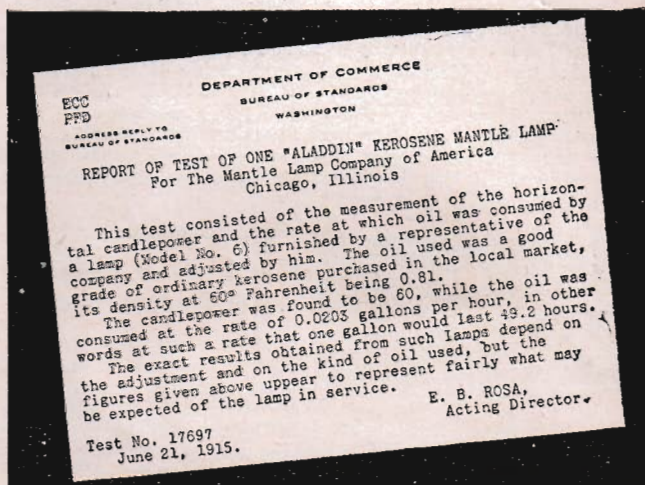 ECC
PFD
ADDRESS REPLY TO
BUREAU OF STANDARDS
DEPARTMENT OF COMMERCE
BUREAU OF STANDARDS
WASHINGTON
REPORT OF TEST OF ONE "ALADDIN" KEROSENE MANTLE LAMP
For The Mantle Lamp Company of America
Chicago, Illinois
This test consisted of the measurement of the horizon-
tal candlepower and the rate at which oil was consumed by
a lamp (Model No. 6) furnished by a representative of the
company and adjusted by him. The oil used was a good
grade of ordinary kerosene purchased in the local market,
its density at 60° Fahrenheit being 0.81.
The candlepower was found to be 60, while the oil was
consumed at the rate of 0.0203 gallons per hour, in other
words at such a rate that one gallon would last 49.2 hours.
The exact results obtained from such lamps depend on
the adjustment and on the kind of oil used, but the
figures given above uppear to represent fairly what may
be expected of the lamp in service.
E. B. ROSA,
Acting Director.
Test No. 17697
June 21, 1915.